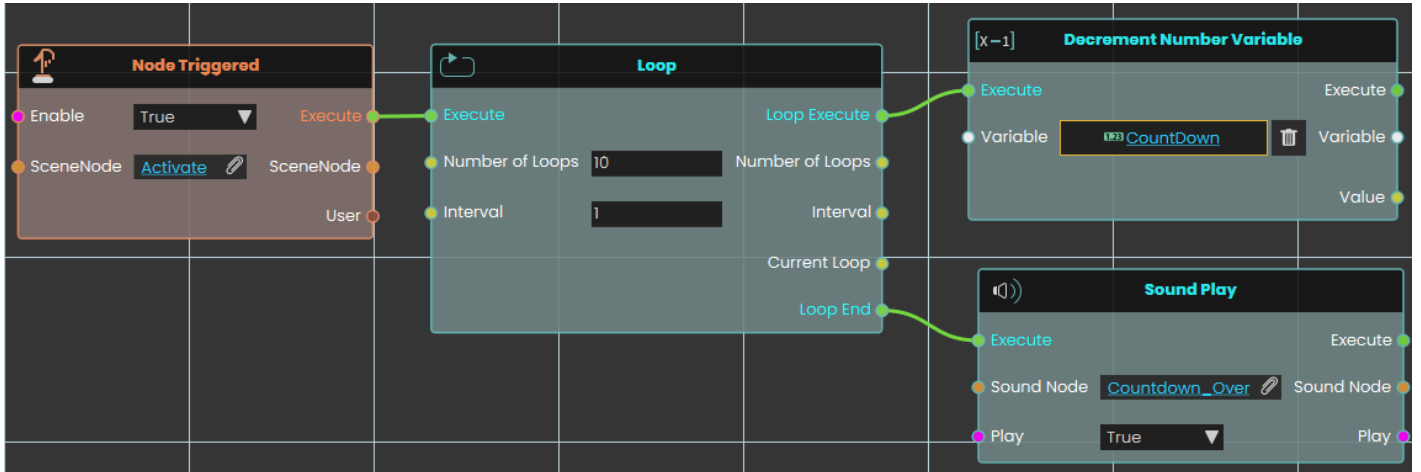 Node Triggered
Enable True Execute
SceneNode Activate SceneNode
User
Loop
Execute Loop Execute
Number of Loops 10 Number of Loops
Interval 1 Interval
Current Loop
Loop End
[X-1] Decrement Number Variable
Execute Execute
Variable 123 CountDown Variable
Value
Sound Play
Execute Execute
Sound Node Countdown_Over Sound Node
Play True Play